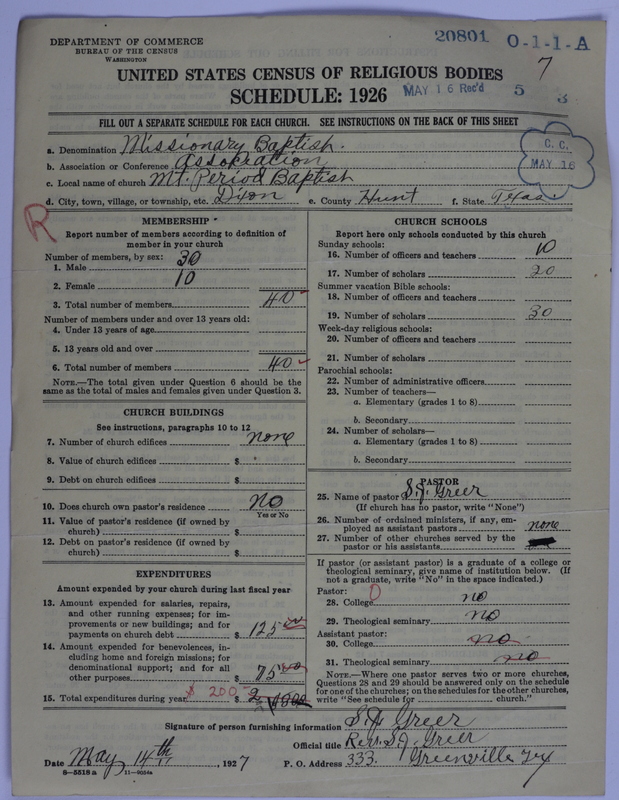 DEPARTMENT OF COMMERCE
BUREAU OF THE CENSUS
WASHINGTON
20801 O-1-1-A
7
UNITED STATES CENSUS OF RELIGIOUS BODIES
SCHEDULE: 1926
MAY 16 Rec'd 5 3
FILL OUT A SEPARATE SCHEDULE FOR EACH CHURCH. SEE INSTRUCTIONS ON THE BACK OF THIS SHEET
C. C.
MAY 16
a. Denomination Missionary Baptish.
b. Association or Conference AssoPration
c. Local name of church Mt. Period Baptish
d. City, town, village, or township, etc. Dixon e. County Hunt f. State Texas
R
MEMBERSHIP
Report number of members according to definition of
member in your church
Number of members, by sex:
1. Male 30
2. Female 10
3. Total number of members 40
Number of members under and over 13 years old:
4. Under 13 years of age
5. 13 years old and over
6. Total number of members 40
NOTE.—The total given under Question 6 should be the
same as the total of males and females given under Question 3.
CHURCH BUILDINGS
See instructions, paragraphs 10 to 12
7. Number of church edifices none
8. Value of church edifices $
9. Debt on church edifices $
10. Does church own pastor's residence no
Yes or No
11. Value of pastor's residence (if owned by
church) $
12. Debt on pastor's residence (if owned by
church) $
EXPENDITURES
Amount expended by your church during last fiscal year
13. Amount expended for salaries, repairs,
and other running expenses; for im-
provements or new buildings; and for
payments on church debt $ 125 00
14. Amount expended for benevolences, in-
cluding home and foreign missions; for
denominational support; and for all
other purposes $ 75 00
15. Total expenditures during year $ 200 $
CHURCH SCHOOLS
Report here only schools conducted by this church
Sunday schools:
16. Number of officers and teachers 10
17. Number of scholars 20
Summer vacation Bible schools:
18. Number of officers and teachers
19. Number of scholars 30
Week-day religious schools:
20. Number of officers and teachers
21. Number of scholars
Parochial schools:
22. Number of administrative officers
23. Number of teachers—
a. Elementary (grades 1 to 8)
b. Secondary
24. Number of scholars—
a. Elementary (grades 1 to 8)
b. Secondary
PASTOR
25. Name of pastor S.J. Greer
(If church has no pastor, write "None")
26. Number of ordained ministers, if any, em-
ployed as assistant pastors none
27. Number of other churches served by the
pastor or his assistants
If pastor (or assistant pastor) is a graduate of a college or
theological seminary, give name of institution below. (If
not a graduate, write "No" in the space indicated.)
Pastor: 0
28. College no
29. Theological seminary no
Assistant pastor:
30. College no
31. Theological seminary no
NOTE.—Where one pastor serves two or more churches,
Questions 28 and 29 should be answered only on the schedule
for one of the churches; on the schedules for the other churches,
write "See schedule for church."
Signature of person furnishing information S.J. Greer
Official title Rev. S.J. Greer
Date May 14th, 1927 P. O. Address 333. Greenville Tex
8—5518 a 11—9054a